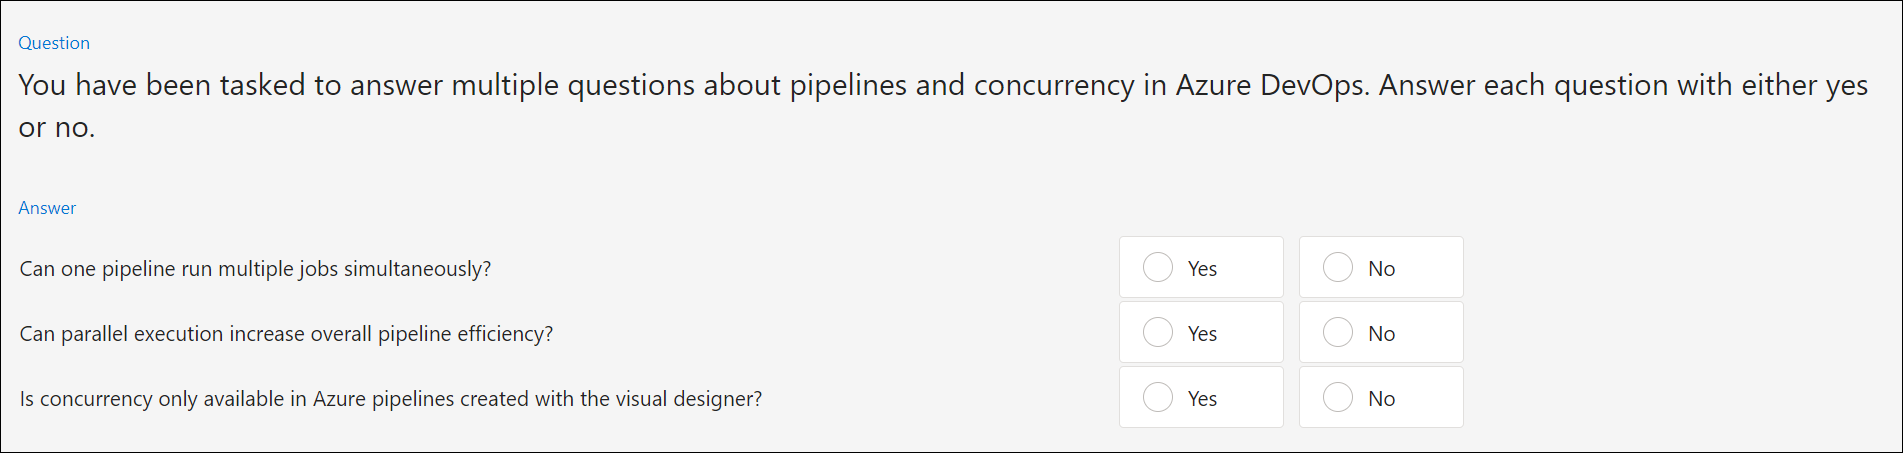 Question
You have been tasked to answer multiple questions about pipelines and concurrency in Azure DevOps. Answer each question with either yes
or no.
Answer
Can one pipeline run multiple jobs simultaneously? Yes No
Can parallel execution increase overall pipeline efficiency? Yes No
Is concurrency only available in Azure pipelines created with the visual designer? Yes No